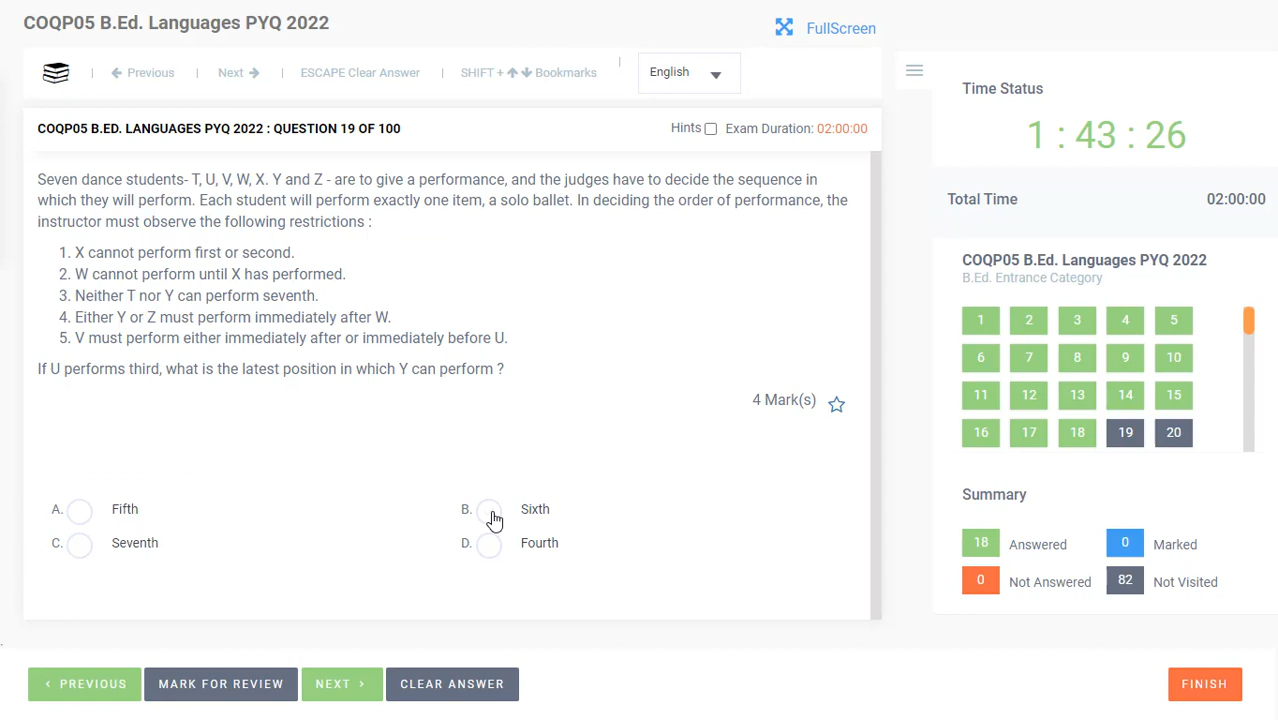 COQP05 B.Ed. Languages PYQ 2022
FullScreen
| Previous | Next | ESCAPE Clear Answer | SHIFT + Bookmarks | English
COQP05 B.ED. LANGUAGES PYQ 2022 : QUESTION 19 OF 100
Hints Exam Duration: 02:00:00
Seven dance students- T, U, V, W, X. Y and Z - are to give a performance, and the judges have to decide the sequence in
which they will perform. Each student will perform exactly one item, a solo ballet. In deciding the order of performance, the
instructor must observe the following restrictions :
1. X cannot perform first or second.
2. W cannot perform until X has performed.
3. Neither T nor Y can perform seventh.
4. Either Y or Z must perform immediately after W.
5. V must perform either immediately after or immediately before U.
If U performs third, what is the latest position in which Y can perform ?
4 Mark(s)
A. Fifth
B. Sixth
C. Seventh
D. Fourth
‹ PREVIOUS MARK FOR REVIEW NEXT › CLEAR ANSWER
Time Status
1 : 43 : 26
Total Time 02:00:00
COQP05 B.Ed. Languages PYQ 2022
B.Ed. Entrance Category
1 2 3 4 5
6 7 8 9 10
11 12 13 14 15
16 17 18 19 20
Summary
18 Answered 0 Marked
0 Not Answered 82 Not Visited
FINISH